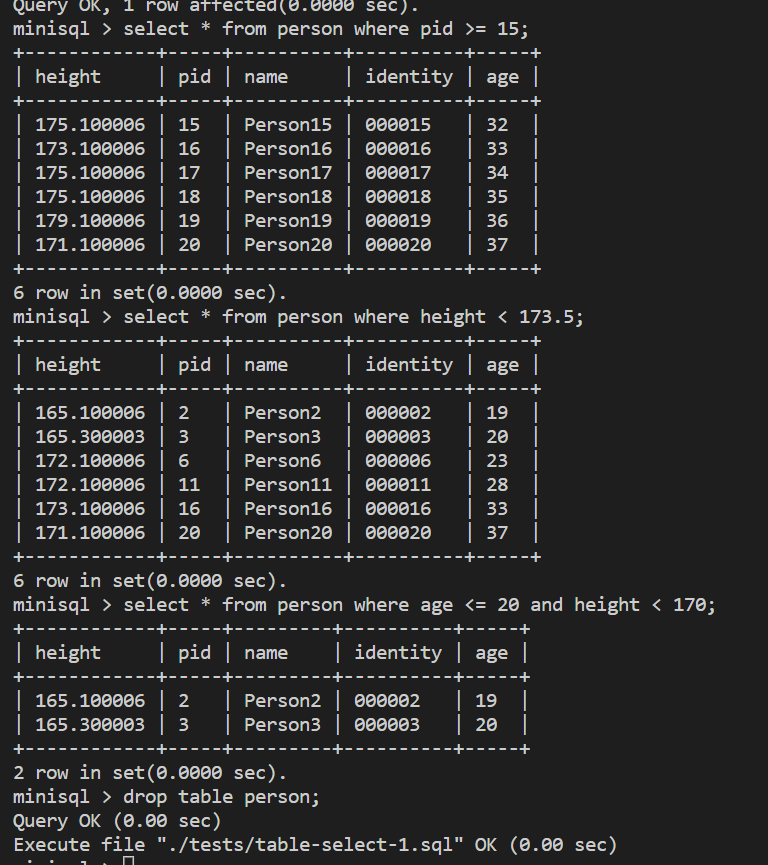 Query OK, 1 row affected(0.0000 sec).
minisql > select * from person where pid >= 15;
+------------+-----+----------+----------+-----+
| height     | pid | name     | identity | age |
+------------+-----+----------+----------+-----+
| 175.100006 | 15  | Person15 | 000015   | 32  |
| 173.100006 | 16  | Person16 | 000016   | 33  |
| 175.100006 | 17  | Person17 | 000017   | 34  |
| 175.100006 | 18  | Person18 | 000018   | 35  |
| 179.100006 | 19  | Person19 | 000019   | 36  |
| 171.100006 | 20  | Person20 | 000020   | 37  |
+------------+-----+----------+----------+-----+
6 row in set(0.0000 sec).
minisql > select * from person where height < 173.5;
+------------+-----+----------+----------+-----+
| height     | pid | name     | identity | age |
+------------+-----+----------+----------+-----+
| 165.100006 | 2   | Person2  | 000002   | 19  |
| 165.300003 | 3   | Person3  | 000003   | 20  |
| 172.100006 | 6   | Person6  | 000006   | 23  |
| 172.100006 | 11  | Person11 | 000011   | 28  |
| 173.100006 | 16  | Person16 | 000016   | 33  |
| 171.100006 | 20  | Person20 | 000020   | 37  |
+------------+-----+----------+----------+-----+
6 row in set(0.0000 sec).
minisql > select * from person where age <= 20 and height < 170;
+------------+-----+---------+----------+-----+
| height     | pid | name    | identity | age |
+------------+-----+---------+----------+-----+
| 165.100006 | 2   | Person2 | 000002   | 19  |
| 165.300003 | 3   | Person3 | 000003   | 20  |
+------------+-----+---------+----------+-----+
2 row in set(0.0000 sec).
minisql > drop table person;
Query OK (0.00 sec)
Execute file "./tests/table-select-1.sql" OK (0.00 sec)
minisql >